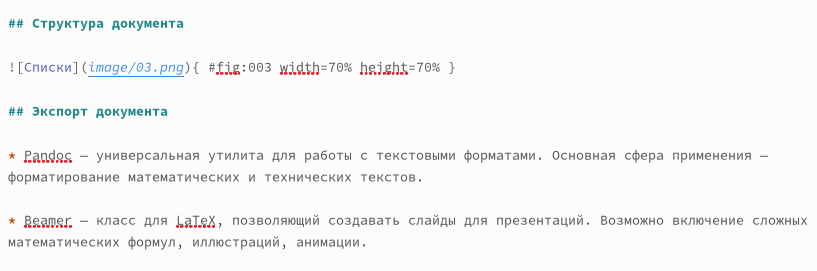 ## Структура документа
![Списки](image/03.png){ #fig:003 width=70% height=70% }
## Экспорт документа
* Pandoc — универсальная утилита для работы с текстовыми форматами. Основная сфера применения —
форматирование математических и технических текстов.
* Beamer — класс для LaTeX, позволяющий создавать слайды для презентаций. Возможно включение сложных
математических формул, иллюстраций, анимации.